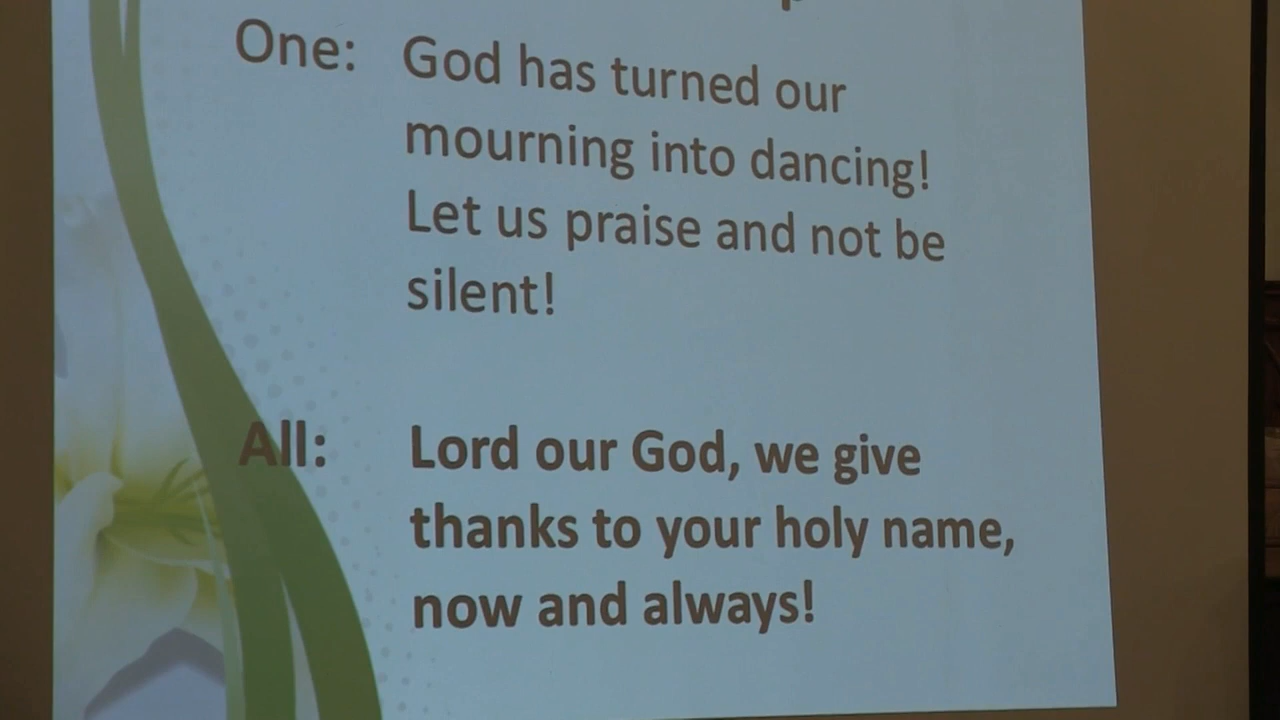 One: God has turned our
mourning into dancing!
Let us praise and not be
silent!
All: Lord our God, we give
thanks to your holy name,
now and always!